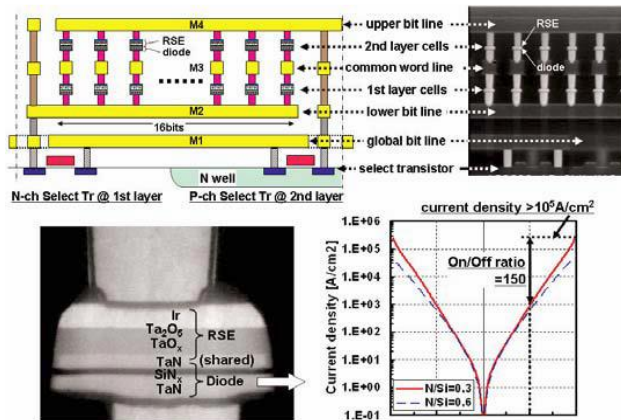 M4
upper bit line
RSE
diode
2nd layer cells
RSE
diode
M3
common word line
1st layer cells
M2
lower bit line
16bits
M1
global bit line
select transistor
N well
N-ch Select Tr @ 1st layer
P-ch Select Tr @ 2nd layer
current density >10⁵A/cm²
Ir
Ta₂O₅
TaOₓ
RSE
TaN
(shared)
SiNₓ
TaN
Diode
Current density [A/cm2]
1.E+06
1.E+05
1.E+04
1.E+03
1.E+02
1.E+01
1.E+00
1.E-01
On/Off ratio
=150
N/Si=0.3
N/Si=0.6